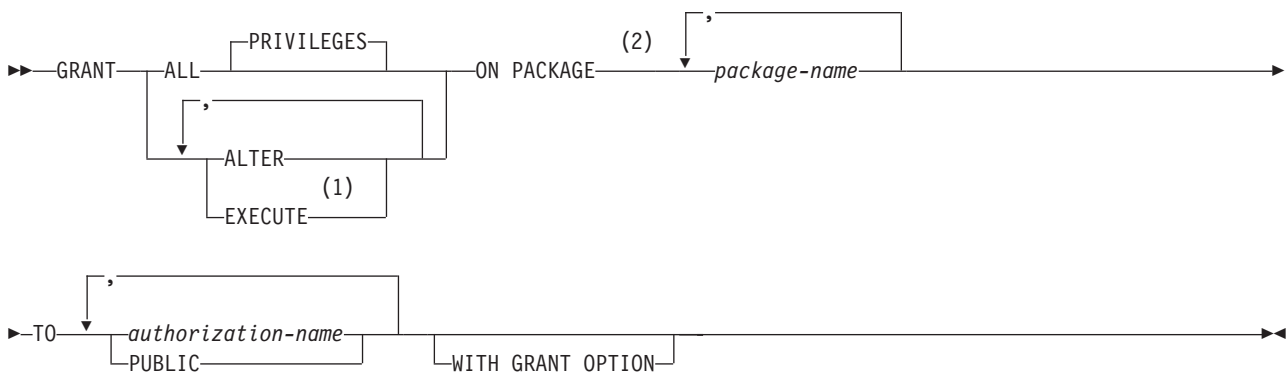 ,
PRIVILEGES
(2)
GRANT ALL ON PACKAGE package-name
,
ALTER
(1)
EXECUTE
,
TO authorization-name
PUBLIC WITH GRANT OPTION